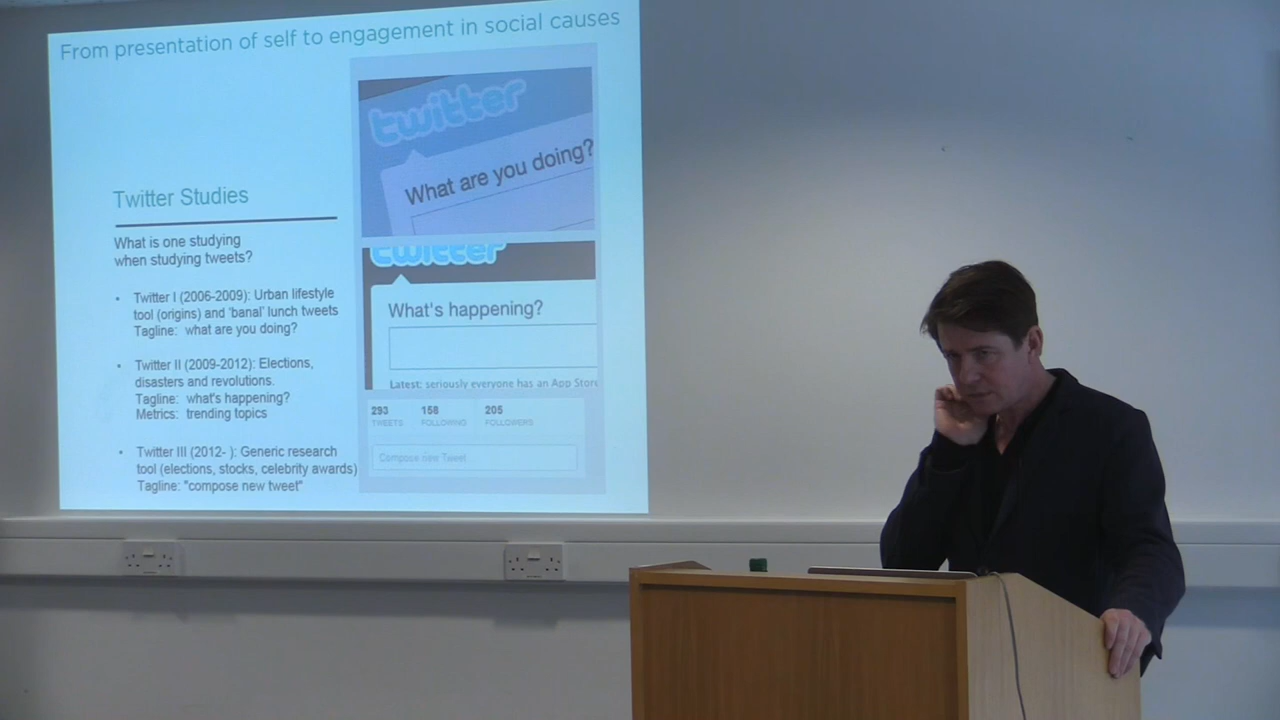 From presentation of self to engagement in social causes
Twitter Studies
What is one studying
when studying tweets?
• Twitter I (2006-2009): Urban lifestyle
tool (origins) and 'banal' lunch tweets
Tagline: what are you doing?
• Twitter II (2009-2012): Elections,
disasters and revolutions.
Tagline: what's happening?
Metrics: trending topics
• Twitter III (2012- ): Generic research
tool (elections, stocks, celebrity awards)
Tagline: "compose new tweet"
twitter
What are you doing?
twitter
What's happening?
Latest: seriously everyone has an App Store
293 158 205
TWEETS FOLLOWING FOLLOWERS
Compose new Tweet